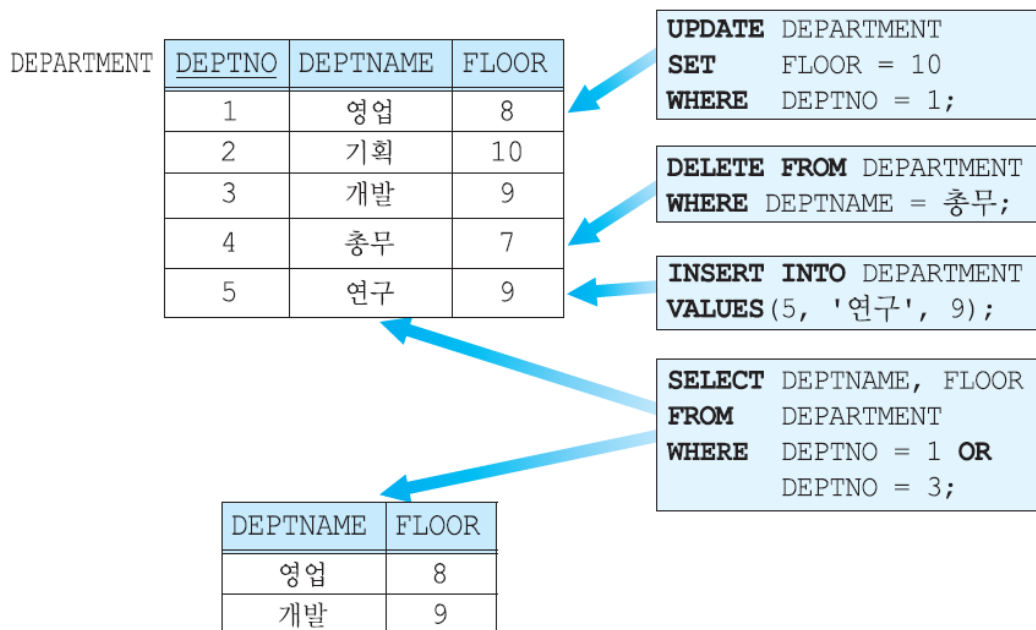 DEPARTMENT DEPTNO DEPTNAME FLOOR
1 영업 8
2 기획 10
3 개발 9
4 총무 7
5 연구 9
UPDATE DEPARTMENT
SET FLOOR = 10
WHERE DEPTNO = 1;
DELETE FROM DEPARTMENT
WHERE DEPTNAME = 총무;
INSERT INTO DEPARTMENT
VALUES(5, '연구', 9);
SELECT DEPTNAME, FLOOR
FROM DEPARTMENT
WHERE DEPTNO = 1 OR
DEPTNO = 3;
DEPTNAME FLOOR
영업 8
개발 9